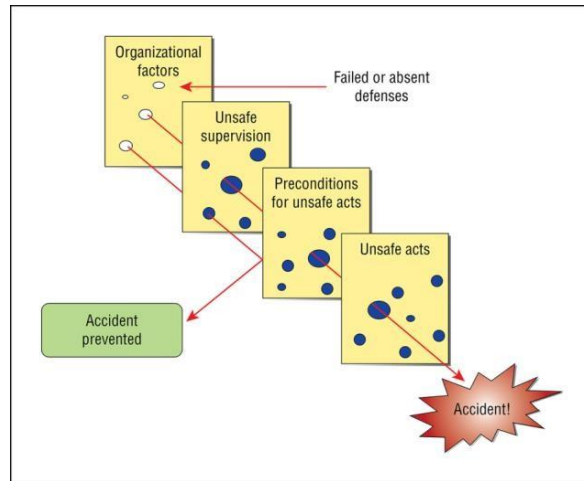 Organizational
factors
Failed or absent
defenses
Unsafe
supervision
Preconditions
for unsafe acts
Unsafe acts
Accident
prevented
Accident!